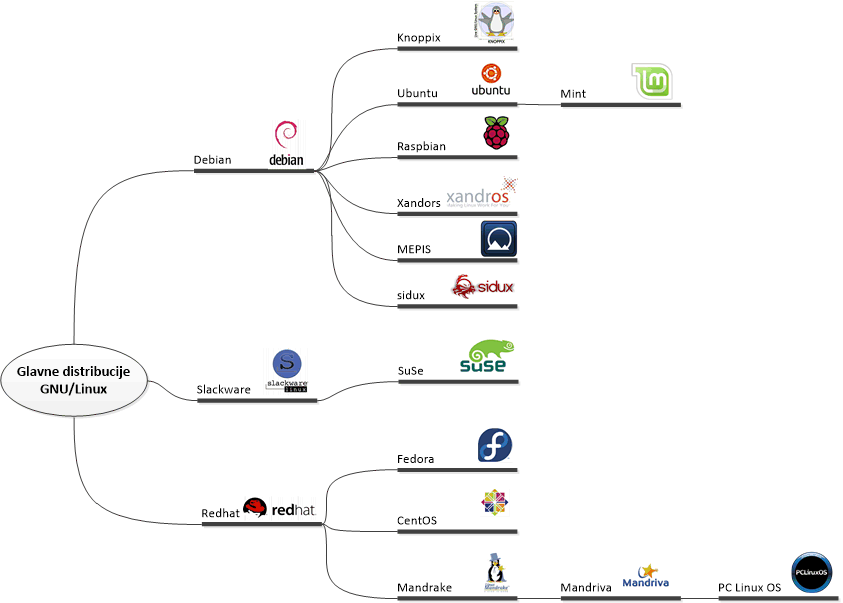 Glavne distribucije
GNU/Linux
Debian
debian
Knoppix
KNOPPIX
Ubuntu
ubuntu
Mint
Raspbian
Xandors
xandros
MEPIS
sidux
sidux
Slackware
slackware
linux
SuSe
SUSE
Redhat
redhat
Fedora
CentOS
Mandrake
Mandrake
Mandriva
Mandriva
PC Linux OS
PCLinuxOS